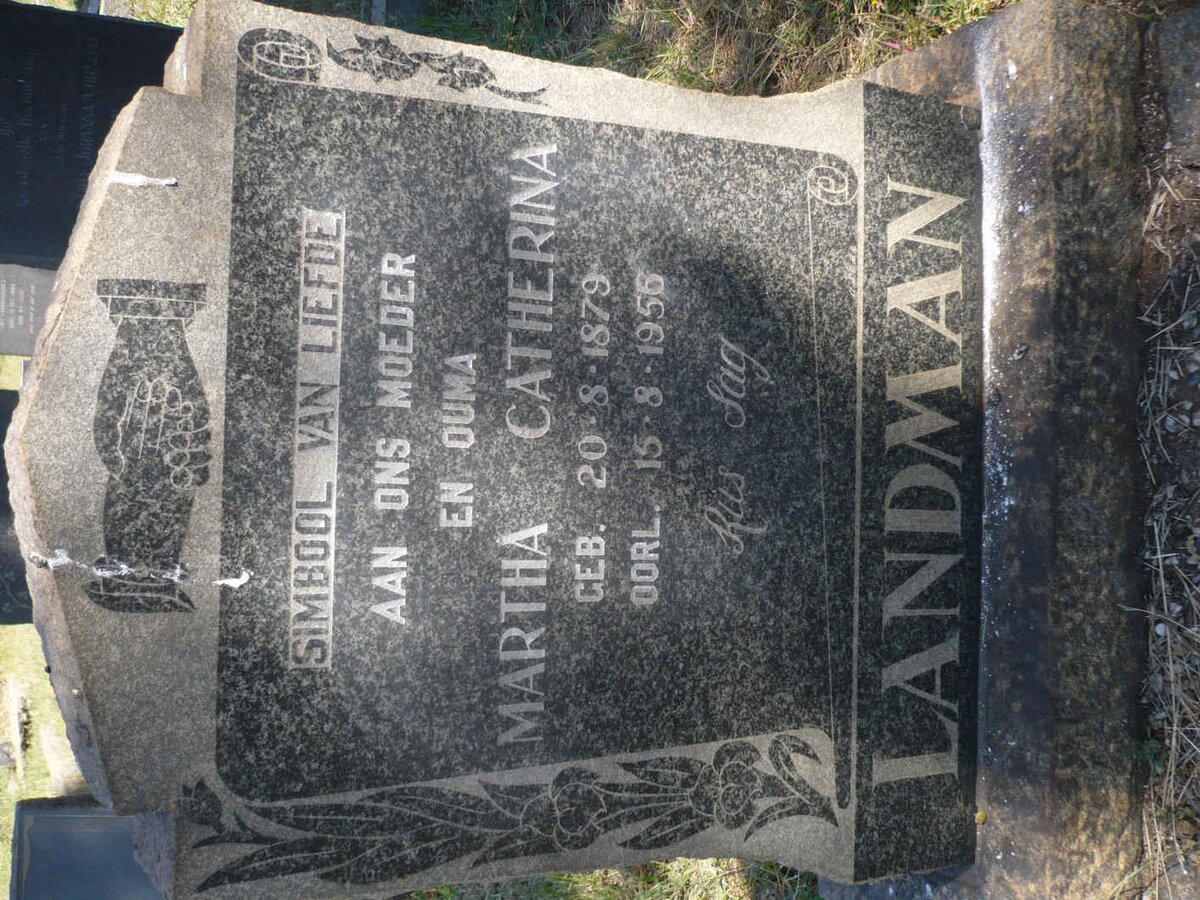 SIMBOOL VAN LIEFDE
AAN ONS MOEDER
EN OUMA
MARTHA CATHERINA
GEB. 20·8·1879
OORL. 15·8·1956
Rus Sag
LANDMAN